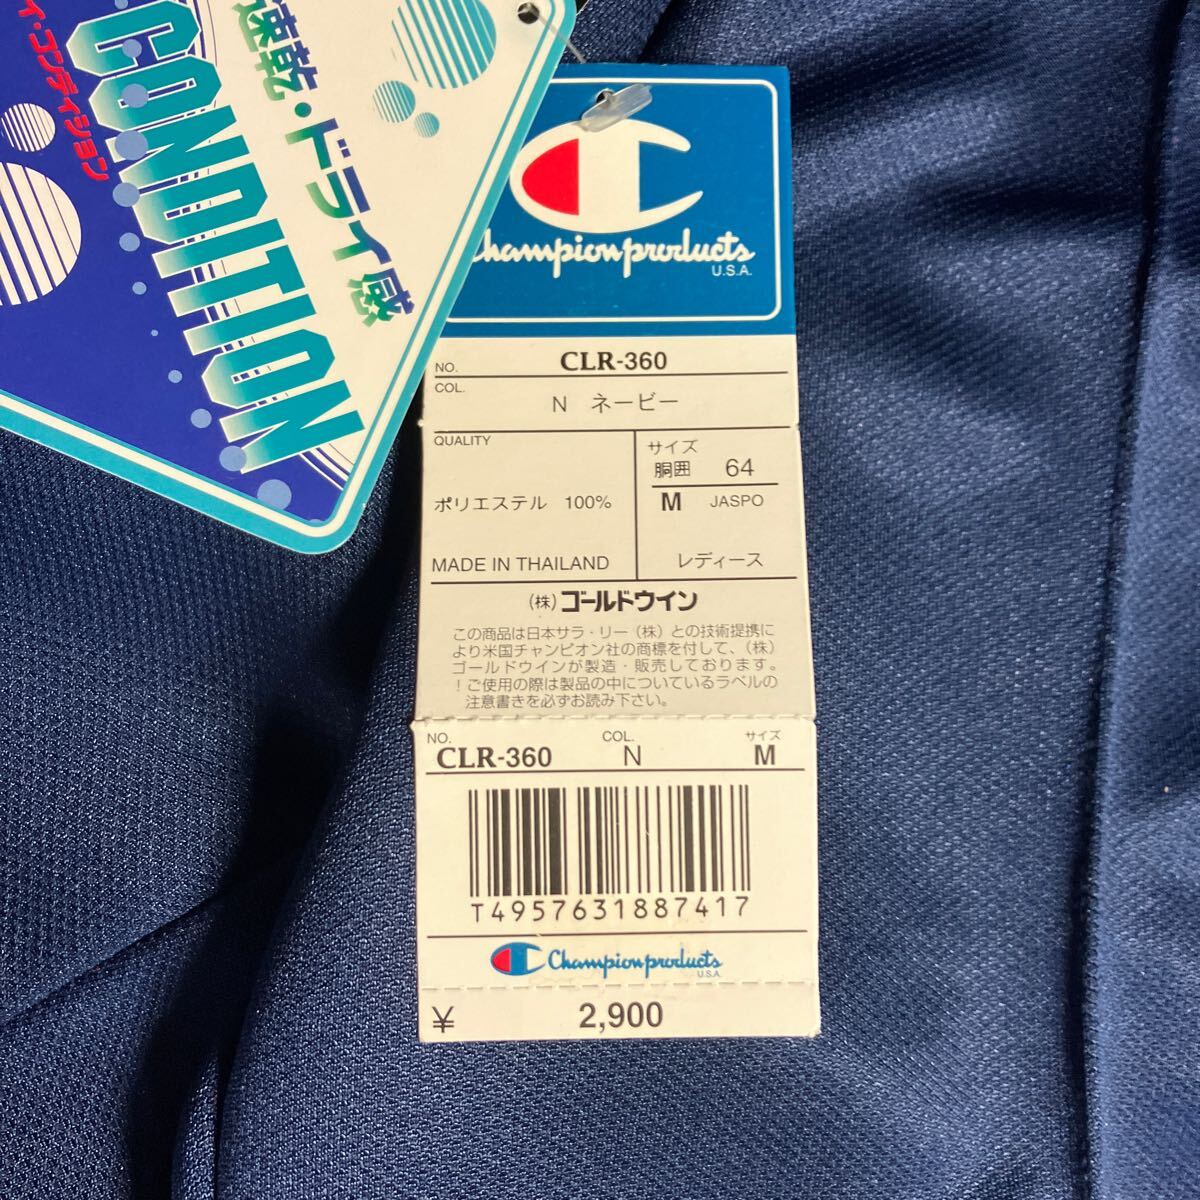 速乾・ドライ感
CONDITION
イ・コンディション
Champion products
U.S.A.
NO. CLR-360
COL. N ネービー
QUALITY
ポリエステル 100%
MADE IN THAILAND
サイズ
胴囲 64
M JASPO
レディース
(株)ゴールドウイン
この商品は日本サラ・リー(株)との技術提携に
より米国チャンピオン社の商標を付して、(株)
ゴールドウインが製造・販売しております。
!ご使用の際は製品の中についているラベルの
注意書きを必ずお読み下さい。
NO. CLR-360 COL. N サイズ M
T4957631887417
Champion products
U.S.A.
¥ 2,900